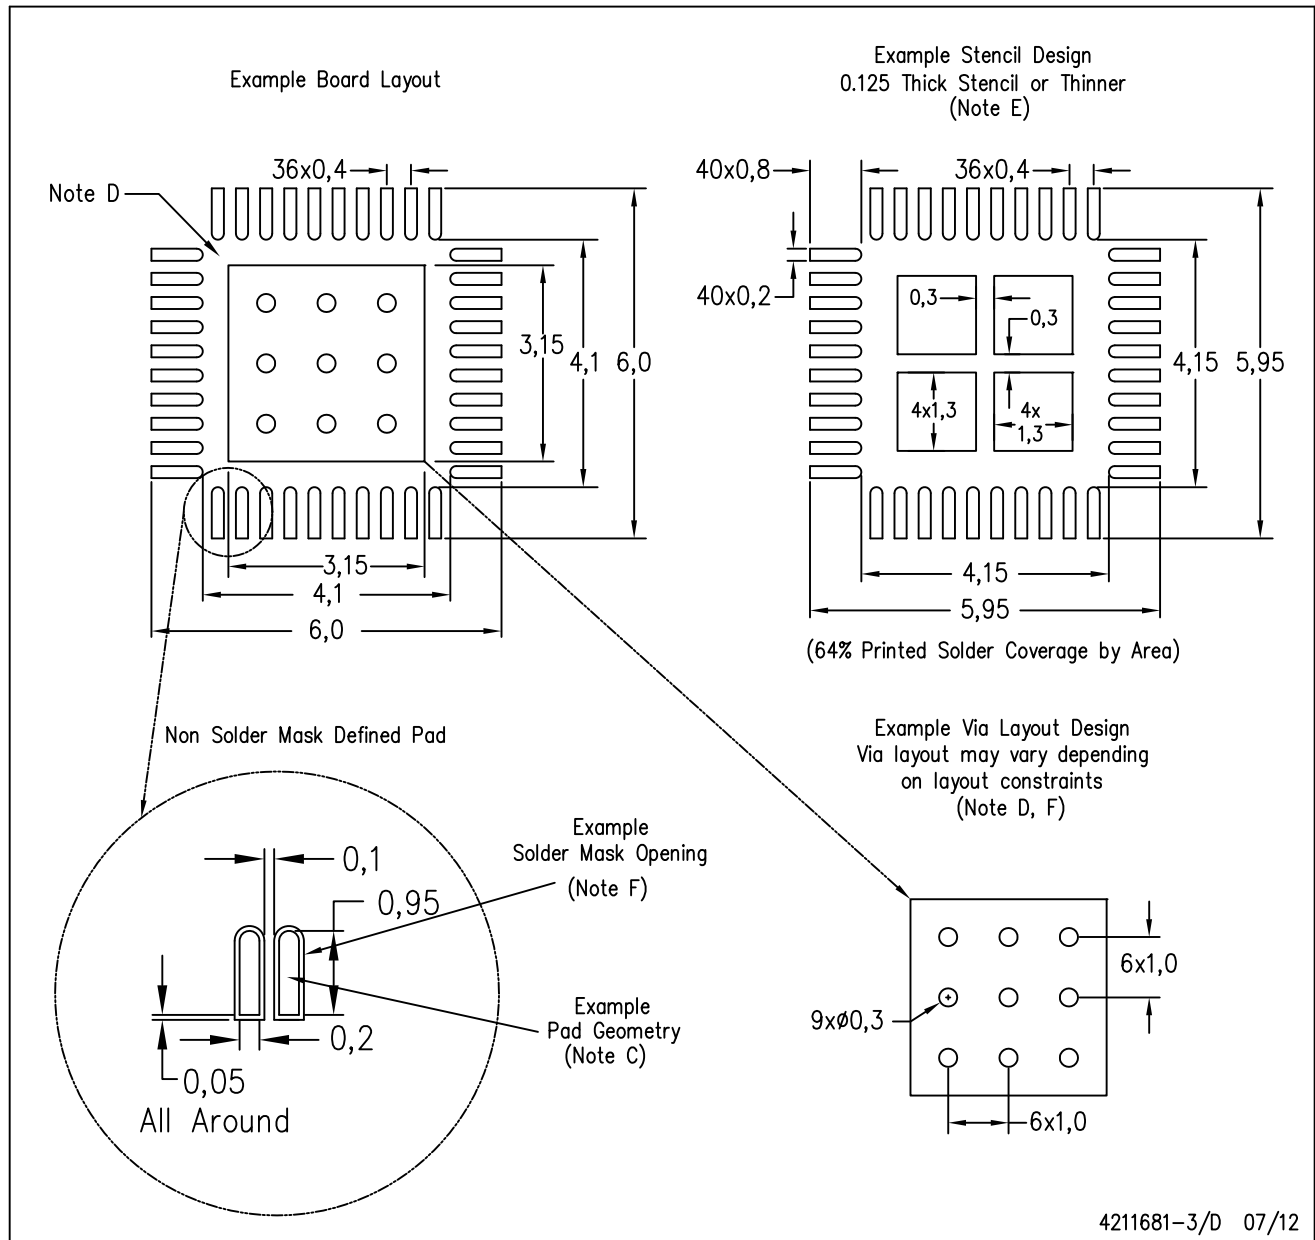 Example Board Layout
36x0,4
Note D
3,15
4,1
6,0
3,15
4,1
6,0
Example Stencil Design
0.125 Thick Stencil or Thinner
(Note E)
40x0,8
36x0,4
40x0,2
0,3
0,3
4x1,3
4x
1,3
4,15
5,95
4,15
5,95
(64% Printed Solder Coverage by Area)
Non Solder Mask Defined Pad
0,1
0,95
0,2
0,05
All Around
Example
Solder Mask Opening
(Note F)
Example
Pad Geometry
(Note C)
Example Via Layout Design
Via layout may vary depending
on layout constraints
(Note D, F)
6x1,0
9xø0,3
6x1,0
4211681-3/D 07/12